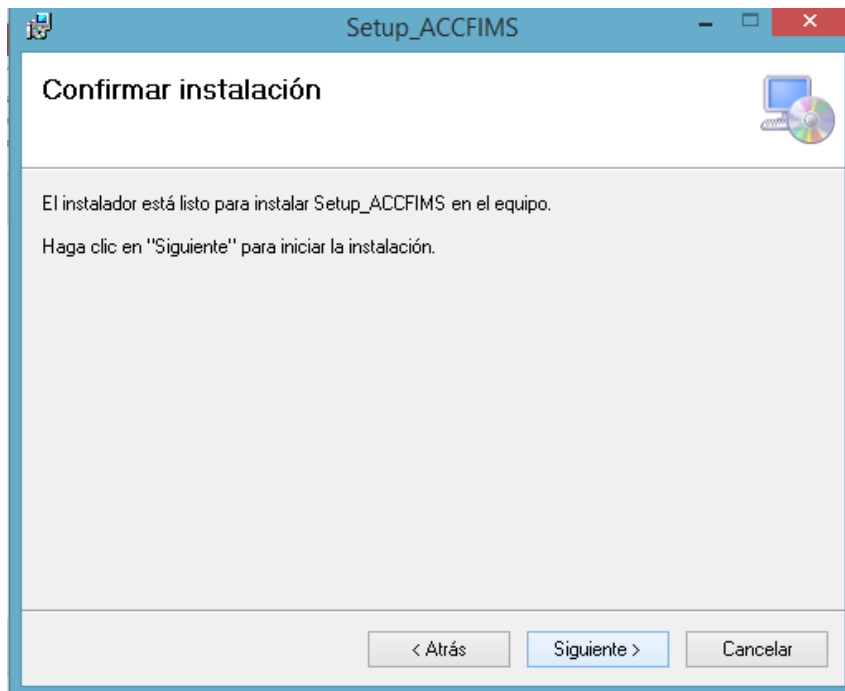 Setup_ACCFIMS
Confirmar instalación
El instalador está listo para instalar Setup_ACCFIMS en el equipo.
Haga clic en "Siguiente" para iniciar la instalación.
< Atrás
Siguiente >
Cancelar